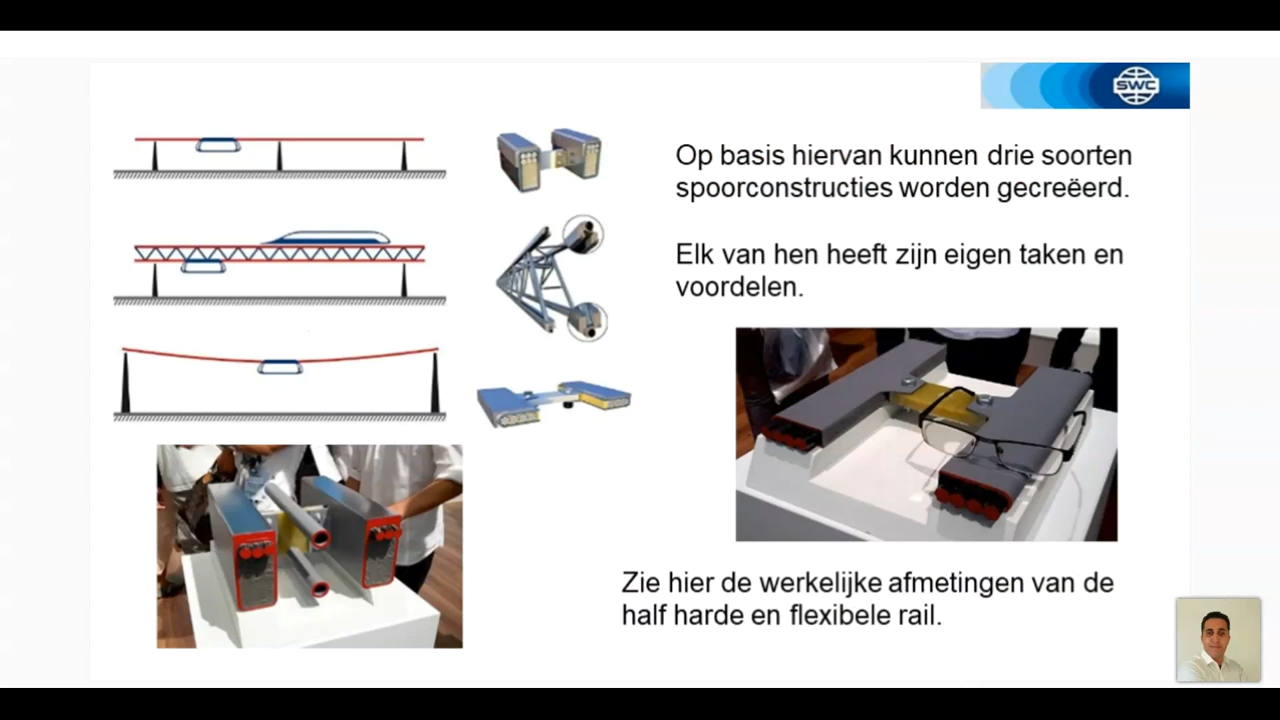 SWC
Op basis hiervan kunnen drie soorten
spoorconstructies worden gecreëerd.
Elk van hen heeft zijn eigen taken en
voordelen.
Zie hier de werkelijke afmetingen van de
half harde en flexibele rail.